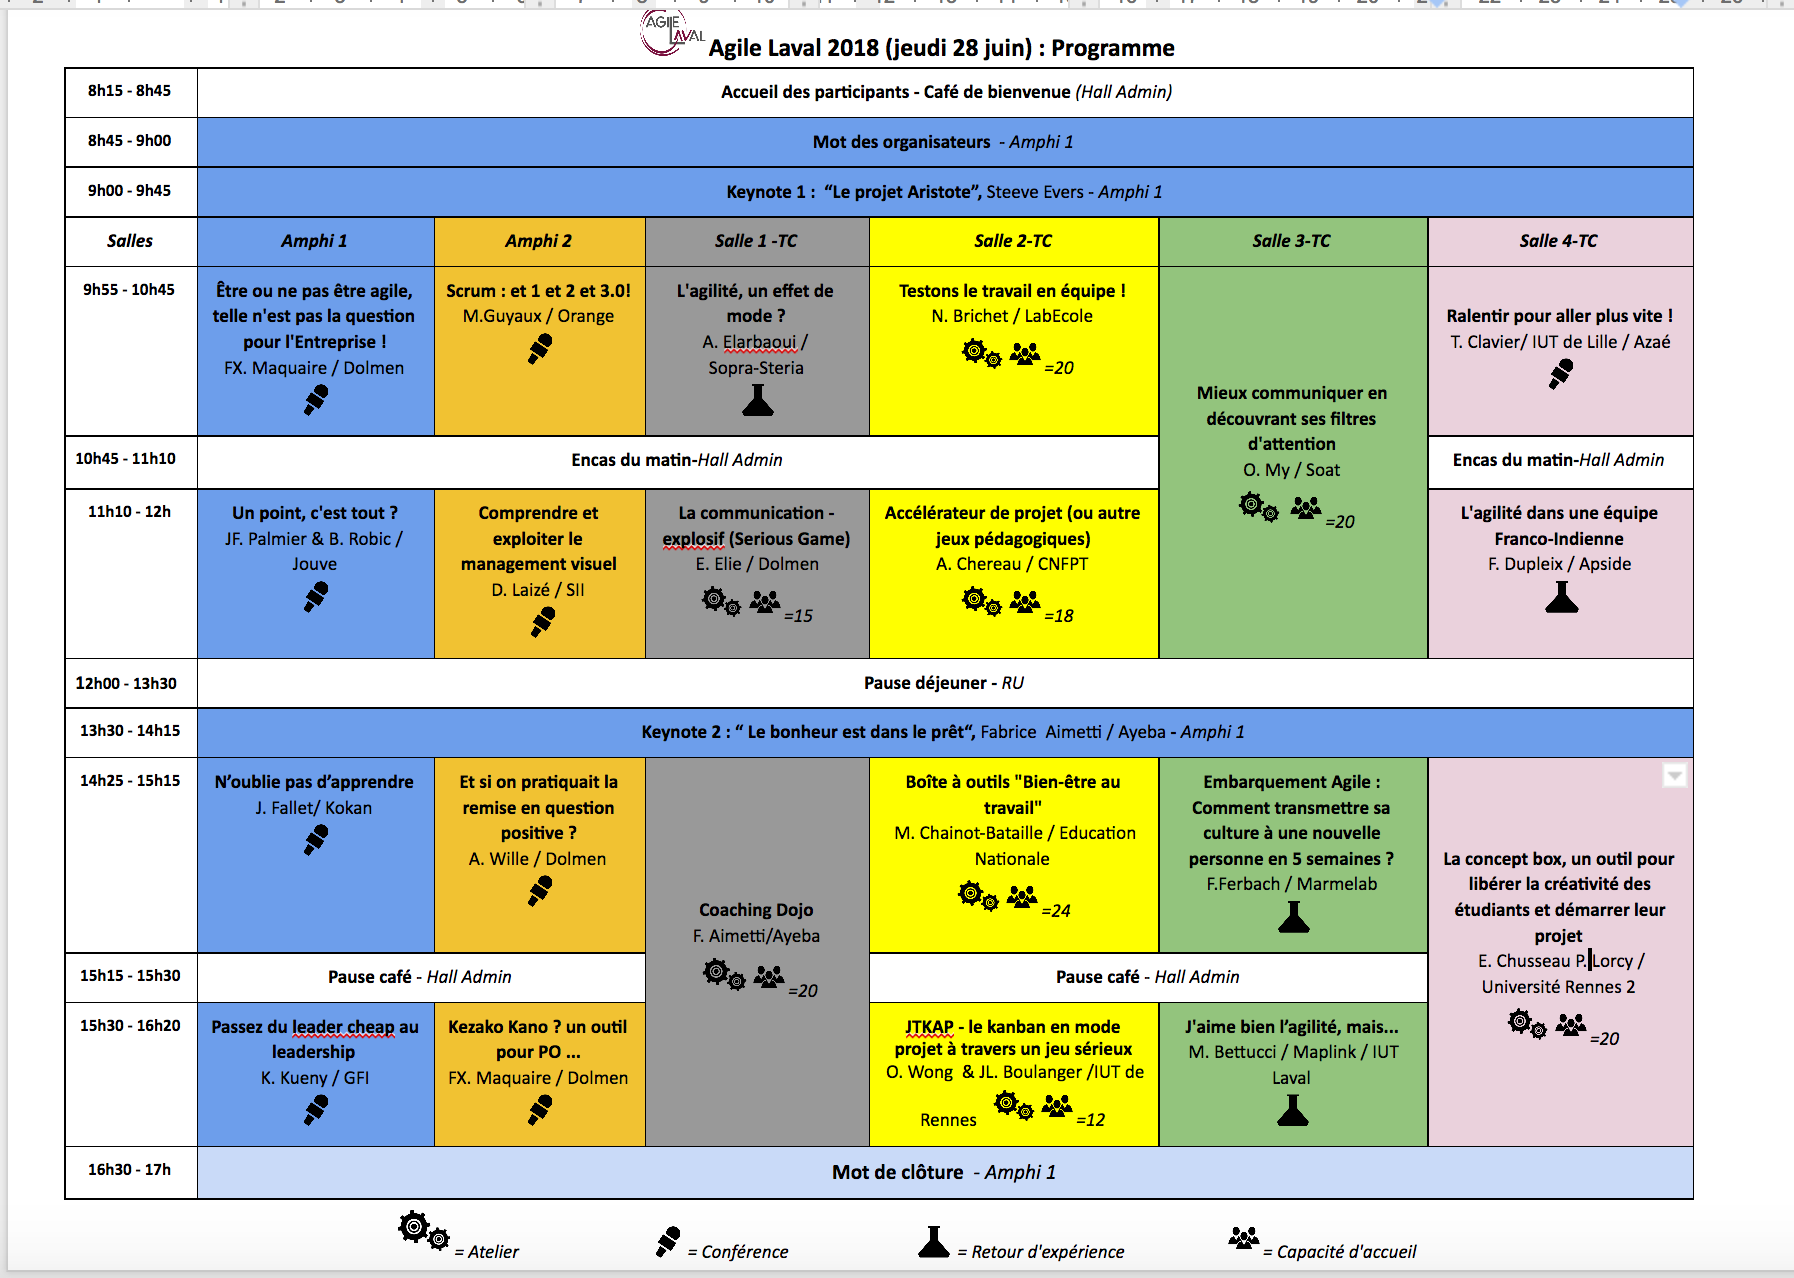 AGILE
LAVAL
Agile Laval 2018 (jeudi 28 juin) : Programme
8h15 - 8h45
Accueil des participants - Café de bienvenue (Hall Admin)
8h45 - 9h00
Mot des organisateurs - Amphi 1
9h00 - 9h45
Keynote 1 : “Le projet Aristote”, Steeve Evers - Amphi 1
Salles
Amphi 1
Amphi 2
Salle 1 -TC
Salle 2-TC
Salle 3-TC
Salle 4-TC
9h55 - 10h45
Être ou ne pas être agile,
telle n'est pas la question
pour l'Entreprise !
FX. Maquaire / Dolmen
Scrum : et 1 et 2 et 3.0!
M.Guyaux / Orange
L'agilité, un effet de
mode ?
A. Elarbaoui /
Sopra-Steria
Testons le travail en équipe !
N. Brichet / LabEcole
=20
Mieux communiquer en
découvrant ses filtres
d'attention
O. My / Soat
=20
Ralentir pour aller plus vite !
T. Clavier/ IUT de Lille / Azaé
10h45 - 11h10
Encas du matin-Hall Admin
Encas du matin-Hall Admin
11h10 - 12h
Un point, c'est tout ?
JF. Palmier & B. Robic /
Jouve
Comprendre et
exploiter le
management visuel
D. Laizé / SII
La communication -
explosif (Serious Game)
E. Elie / Dolmen
=15
Accélérateur de projet (ou autre
jeux pédagogiques)
A. Chereau / CNFPT
=18
L'agilité dans une équipe
Franco-Indienne
F. Dupleix / Apside
12h00 - 13h30
Pause déjeuner - RU
13h30 - 14h15
Keynote 2 : “ Le bonheur est dans le prêt“, Fabrice Aimetti / Ayeba - Amphi 1
14h25 - 15h15
N’oublie pas d’apprendre
J. Fallet/ Kokan
Et si on pratiquait la
remise en question
positive ?
A. Wille / Dolmen
Coaching Dojo
F. Aimetti/Ayeba
=20
Boîte à outils "Bien-être au
travail"
M. Chainot-Bataille / Education
Nationale
=24
Embarquement Agile :
Comment transmettre sa
culture à une nouvelle
personne en 5 semaines ?
F.Ferbach / Marmelab
La concept box, un outil pour
libérer la créativité des
étudiants et démarrer leur
projet
E. Chusseau P. Lorcy /
Université Rennes 2
=20
15h15 - 15h30
Pause café - Hall Admin
Pause café - Hall Admin
15h30 - 16h20
Passez du leader cheap au
leadership
K. Kueny / GFI
Kezako Kano ? un outil
pour PO ...
FX. Maquaire / Dolmen
JTKAP - le kanban en mode
projet à travers un jeu sérieux
O. Wong & JL. Boulanger /IUT de
Rennes =12
J'aime bien l’agilité, mais...
M. Bettucci / Maplink / IUT
Laval
16h30 - 17h
Mot de clôture - Amphi 1
= Atelier
= Conférence
= Retour d'expérience
= Capacité d'accueil